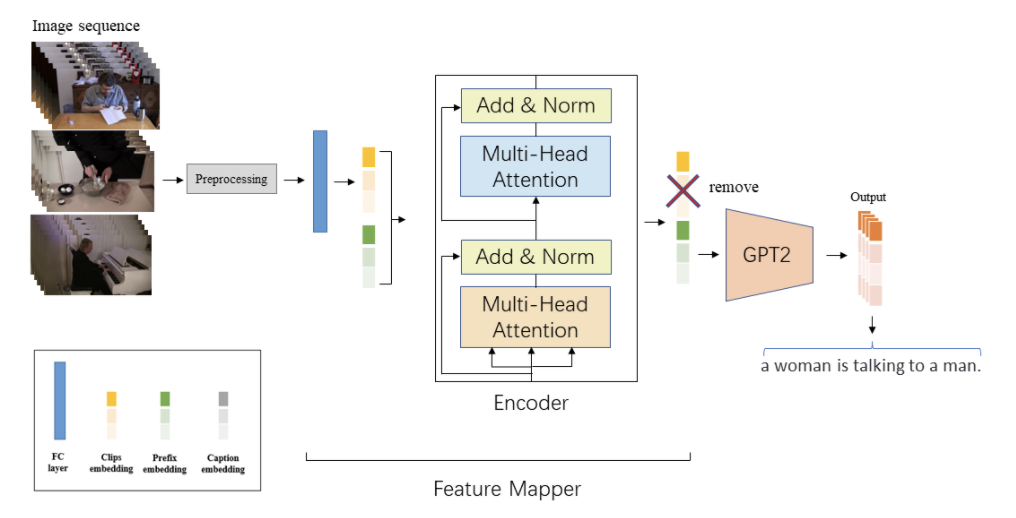 Image sequence
Preprocessing
Add & Norm
Multi-Head
Attention
Add & Norm
Multi-Head
Attention
Encoder
remove
GPT2
Output
a woman is talking to a man.
FC
layer
Clips
embedding
Prefix
embedding
Caption
embedding
Feature Mapper